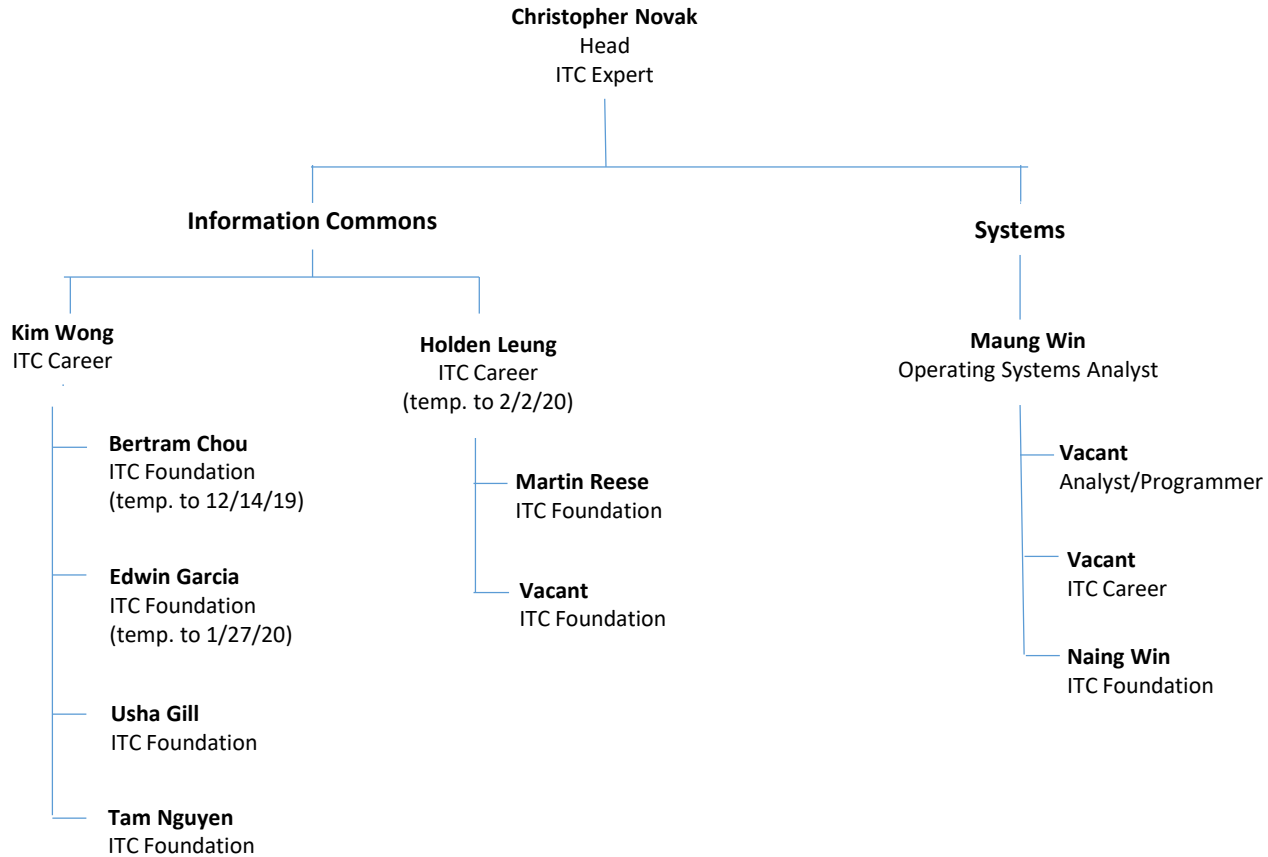 Christopher Novak
Head
ITC Expert
Information Commons
Systems
Kim Wong
ITC Career
Holden Leung
ITC Career
(temp. to 2/2/20)
Maung Win
Operating Systems Analyst
Bertram Chou
ITC Foundation
(temp. to 12/14/19)
Edwin Garcia
ITC Foundation
(temp. to 1/27/20)
Usha Gill
ITC Foundation
Tam Nguyen
ITC Foundation
Martin Reese
ITC Foundation
Vacant
ITC Foundation
Vacant
Analyst/Programmer
Vacant
ITC Career
Naing Win
ITC Foundation